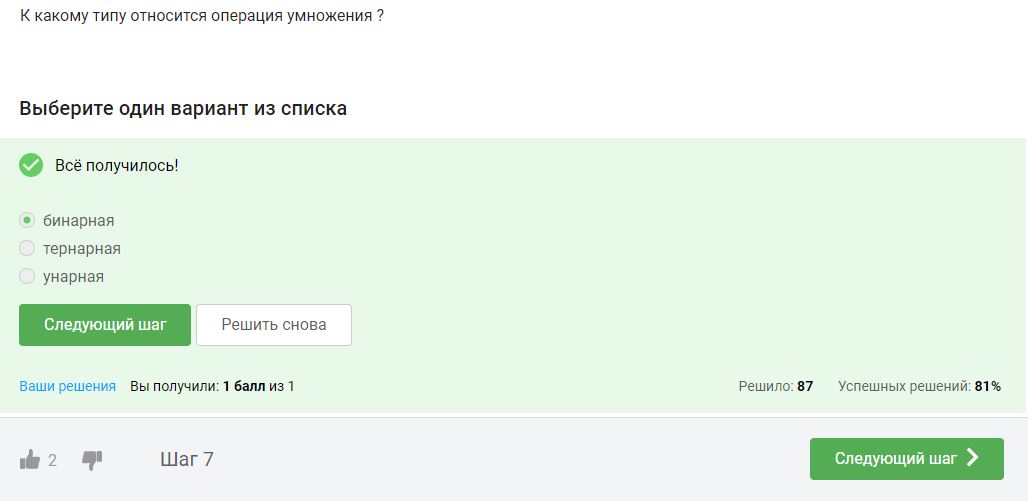 К какому типу относится операция умножения ?
Выберите один вариант из списка
Всё получилось!
бинарная
тернарная
унарная
Следующий шаг Решить снова
Ваши решения Вы получили: 1 балл из 1 Решило: 87 Успешных решений: 81%
2 Шаг 7 Следующий шаг